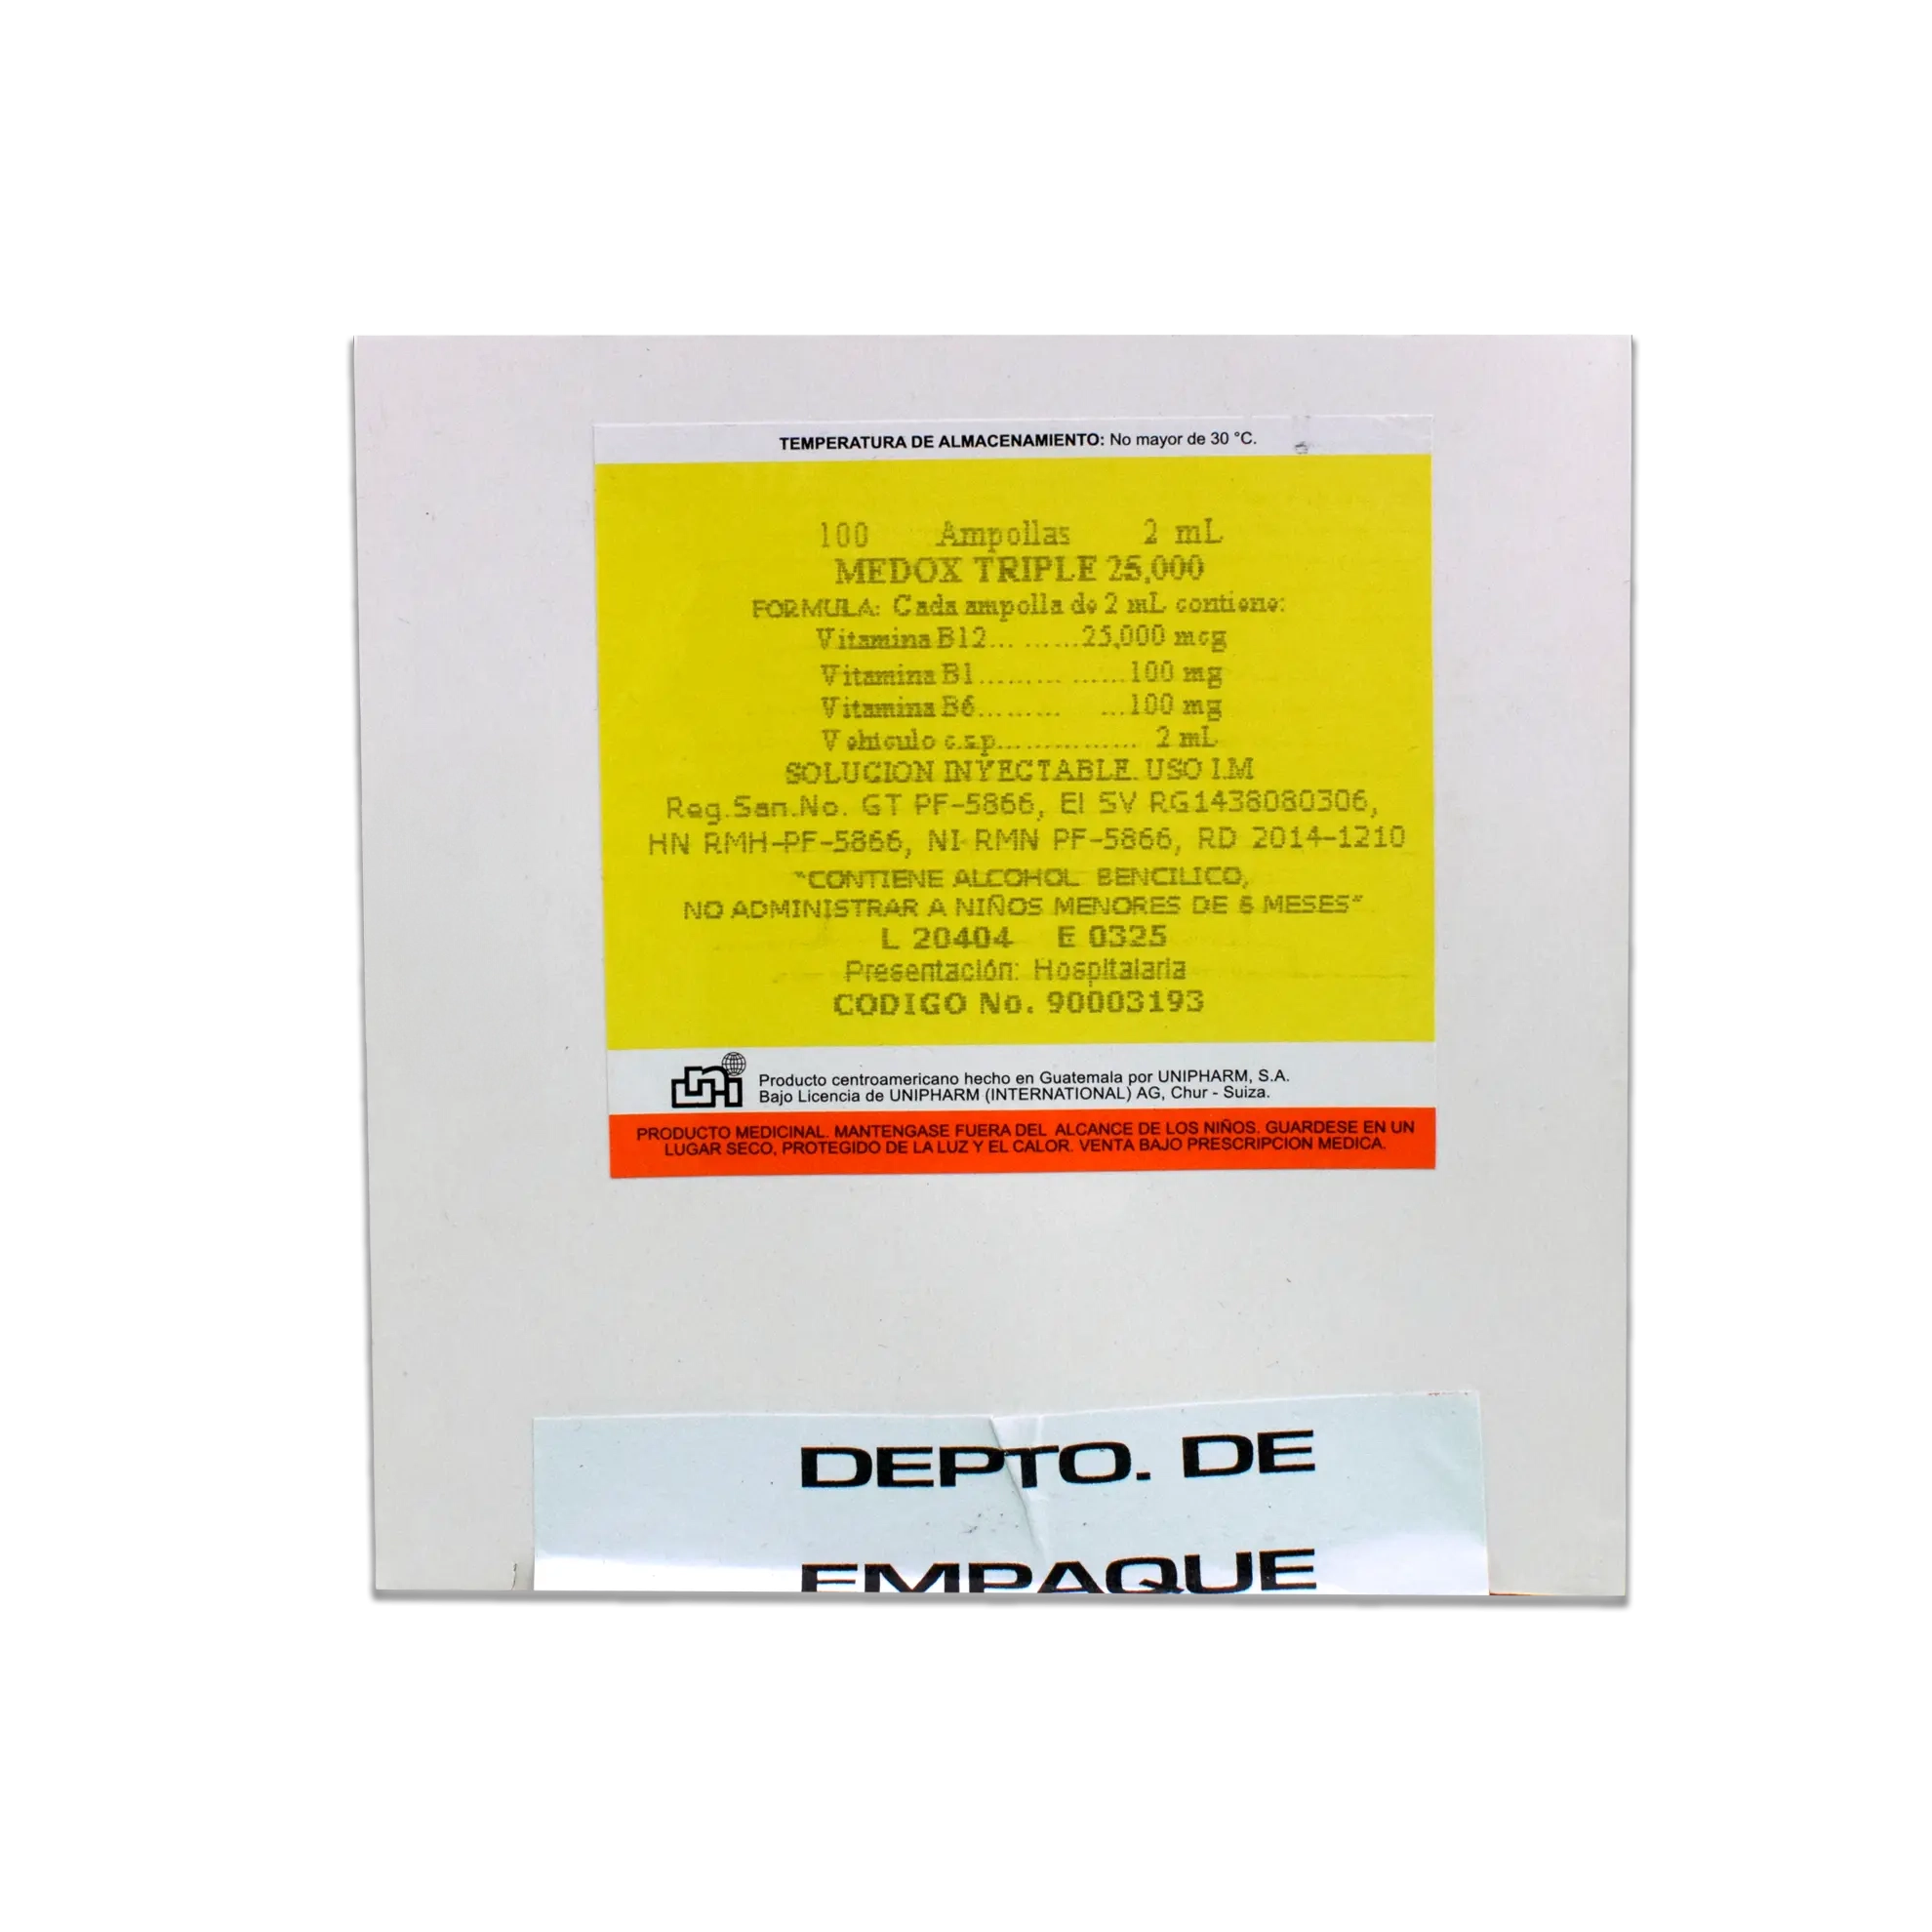 TEMPERATURA DE ALMACENAMIENTO: No mayor de 30 °C.
100 Ampollas 2 mL
MEDOX TRIPLE 25,000
FORMULA: Cada ampolla de 2 mL contiene:
Vitamina B12... ......25,000 mcg
Vitamina B1......... ......100 mg
Vitamina B6......... ...100 mg
Vehiculo c.s.p............... 2 mL
SOLUCION INYECTABLE. USO I.M
Reg.San.No. GT PF-5866, El SV RG1438080306,
HN RMH-PF-5866, NI-RMN PF-5866, RD 2014-1210
"CONTIENE ALCOHOL BENCILICO,
NO ADMINISTRAR A NIÑOS MENORES DE 6 MESES"
L 20404 E 0325
Presentación: Hospitalaria
CODIGO No. 90003193
uni
Producto centroamericano hecho en Guatemala por UNIPHARM, S.A.
Bajo Licencia de UNIPHARM (INTERNATIONAL) AG, Chur - Suiza.
PRODUCTO MEDICINAL. MANTENGASE FUERA DEL ALCANCE DE LOS NIÑOS. GUARDESE EN UN
LUGAR SECO, PROTEGIDO DE LA LUZ Y EL CALOR. VENTA BAJO PRESCRIPCION MEDICA.
DEPTO. DE
EMPAQUE